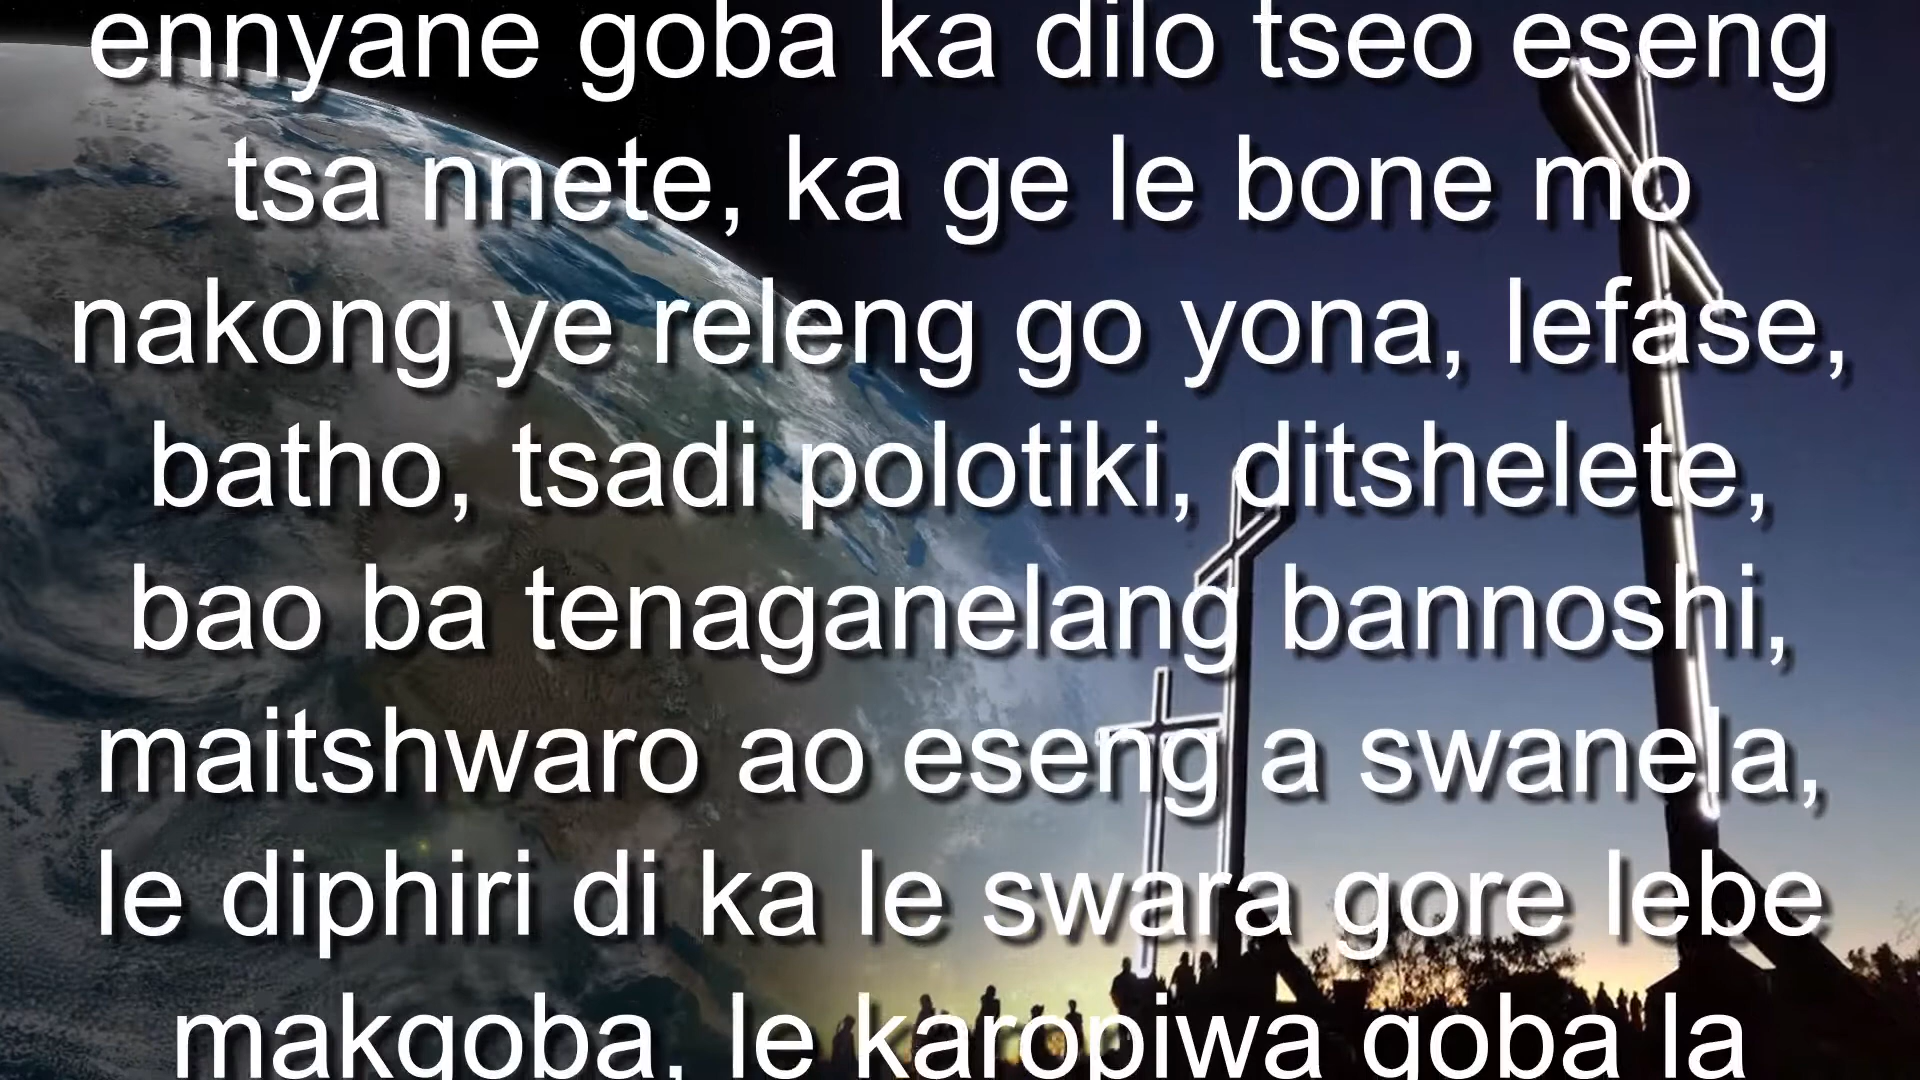 ennyane goba ka dilo tseo eseng
tsa nnete, ka ge le bone mo
nakong ye releng go yona, lefase,
batho, tsadi polotiki, ditshelete,
bao ba tenaganelang bannoshi,
maitshwaro ao eseng a swanela,
le diphiri di ka le swara gore lebe
makgoba, le karopiwa goba la